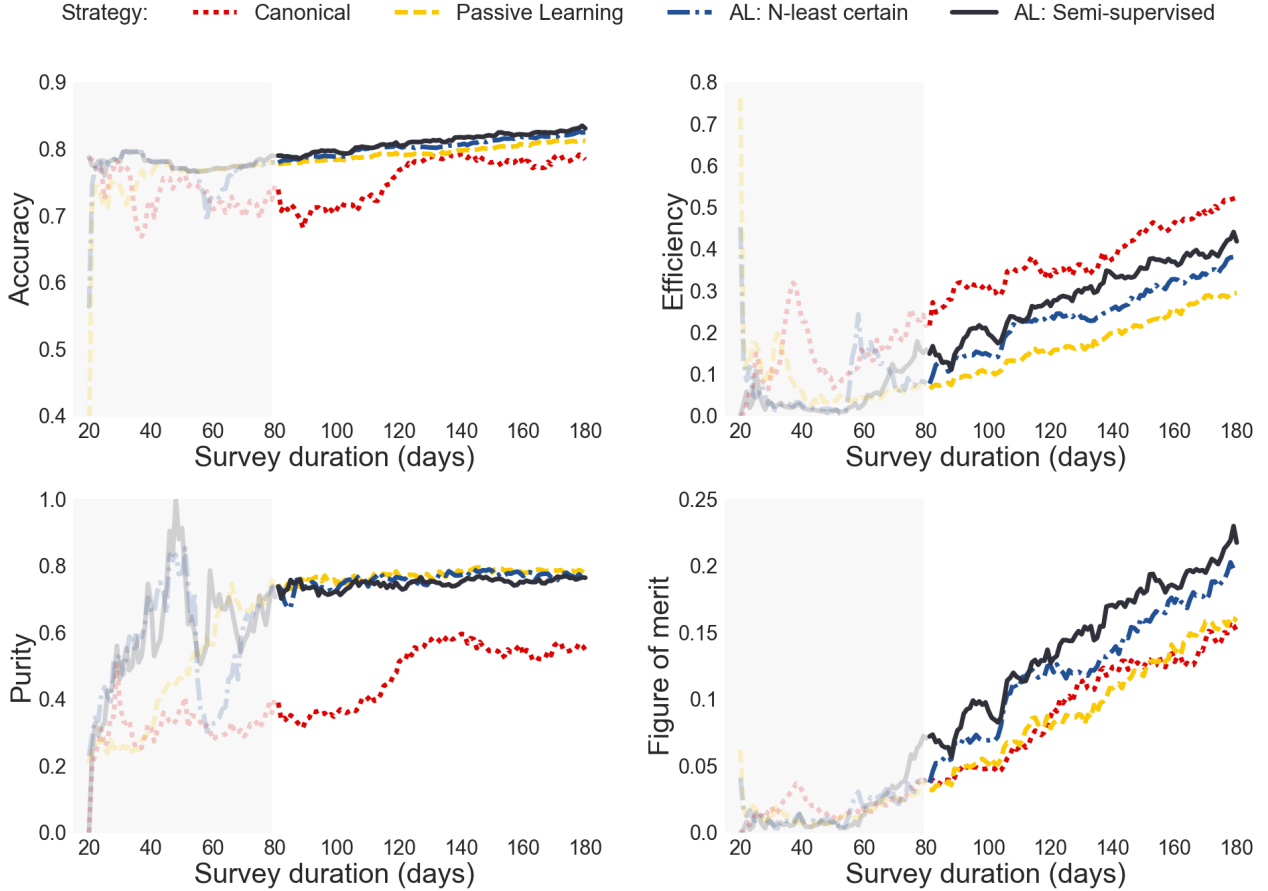 Strategy: Canonical Passive Learning AL: N-least certain AL: Semi-supervised
0.9
0.8
0.7
0.6
0.5
0.4
Accuracy
20 40 60 80 100 120 140 160 180
Survey duration (days)
0.8
0.7
0.6
0.5
0.4
0.3
0.2
0.1
0.0
Efficiency
20 40 60 80 100 120 140 160 180
Survey duration (days)
1.0
0.8
0.6
0.4
0.2
0.0
Purity
20 40 60 80 100 120 140 160 180
Survey duration (days)
0.25
0.20
0.15
0.10
0.05
0.00
Figure of merit
20 40 60 80 100 120 140 160 180
Survey duration (days)